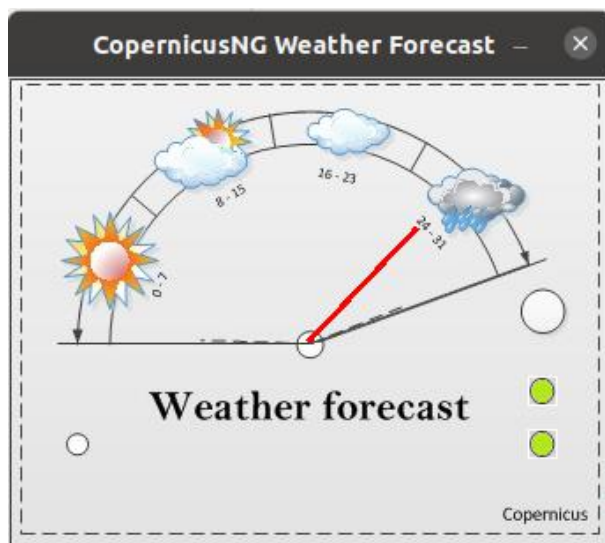 CopernicusNG Weather Forecast
8 - 15
16 - 23
0 - 7
24 - 31
Weather forecast
Copernicus